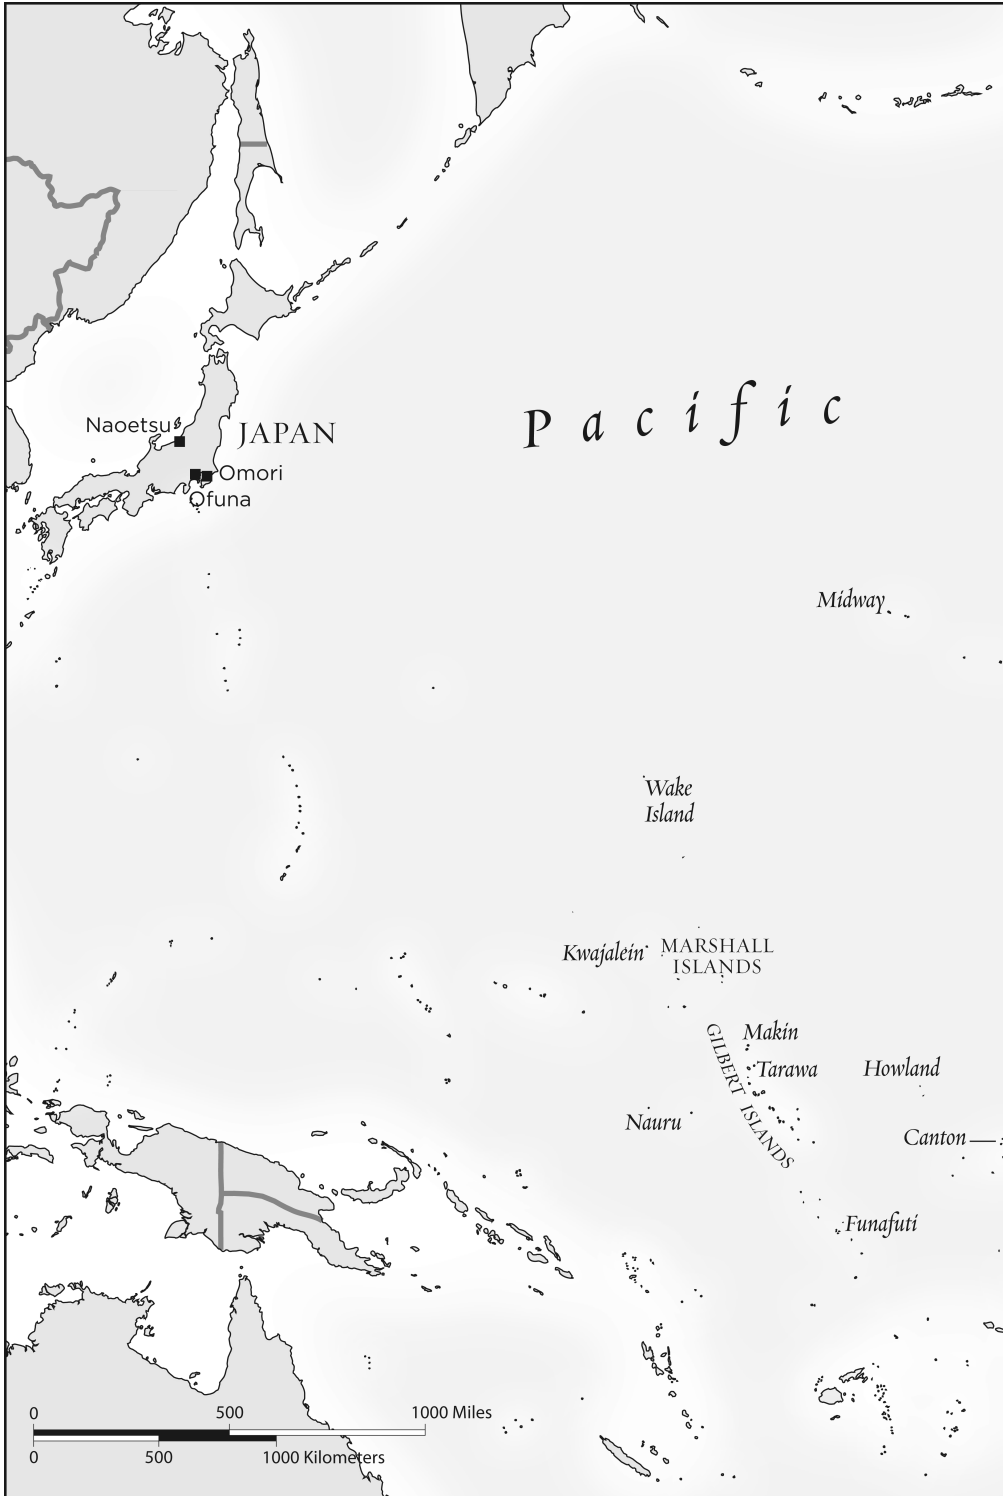 Pacific
Naoetsu
JAPAN
Omori
Ofuna
Midway
Wake
Island
Kwajalein
MARSHALL
ISLANDS
Makin
GILBERT ISLANDS
Tarawa
Howland
Nauru
Canton
Funafuti
0 500 1000 Miles
0 500 1000 Kilometers